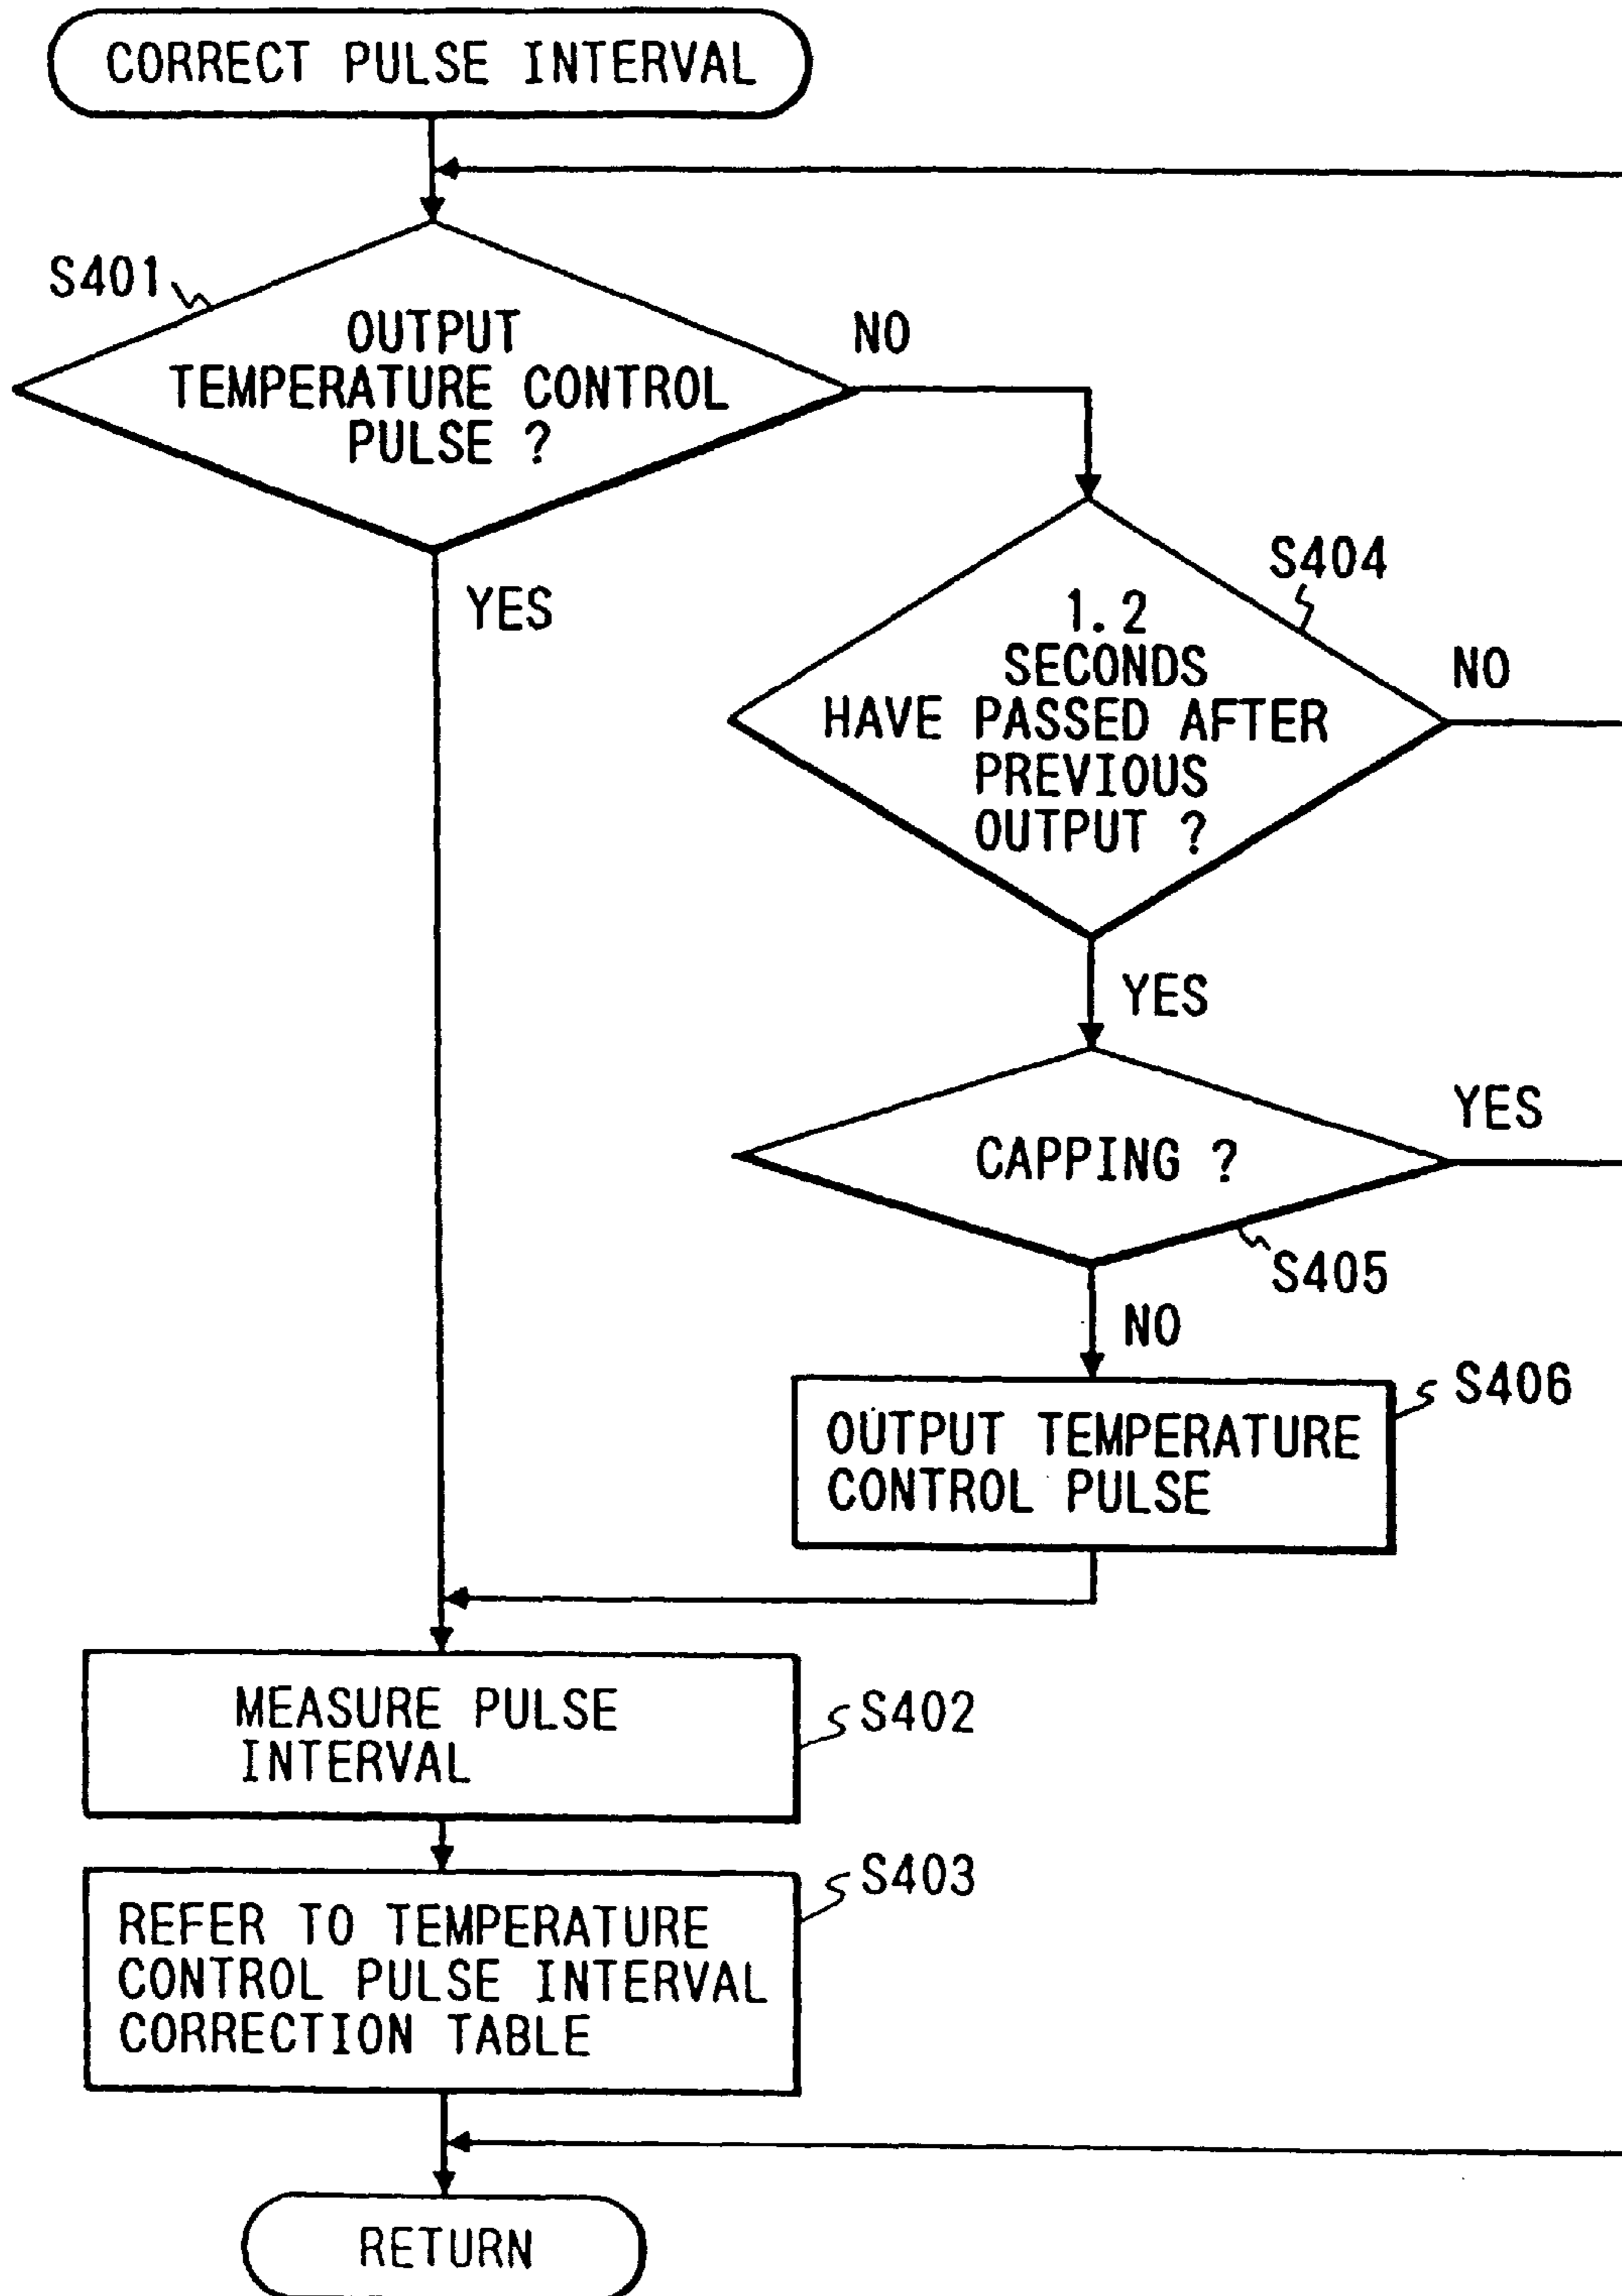 CORRECT PULSE INTERVAL
S401
OUTPUT
TEMPERATURE CONTROL
PULSE ?
NO
YES
S404
1.2
SECONDS
HAVE PASSED AFTER
PREVIOUS
OUTPUT ?
NO
YES
CAPPING ?
YES
S405
NO
S406
OUTPUT TEMPERATURE
CONTROL PULSE
MEASURE PULSE
INTERVAL
S402
S403
REFER TO TEMPERATURE
CONTROL PULSE INTERVAL
CORRECTION TABLE
RETURN